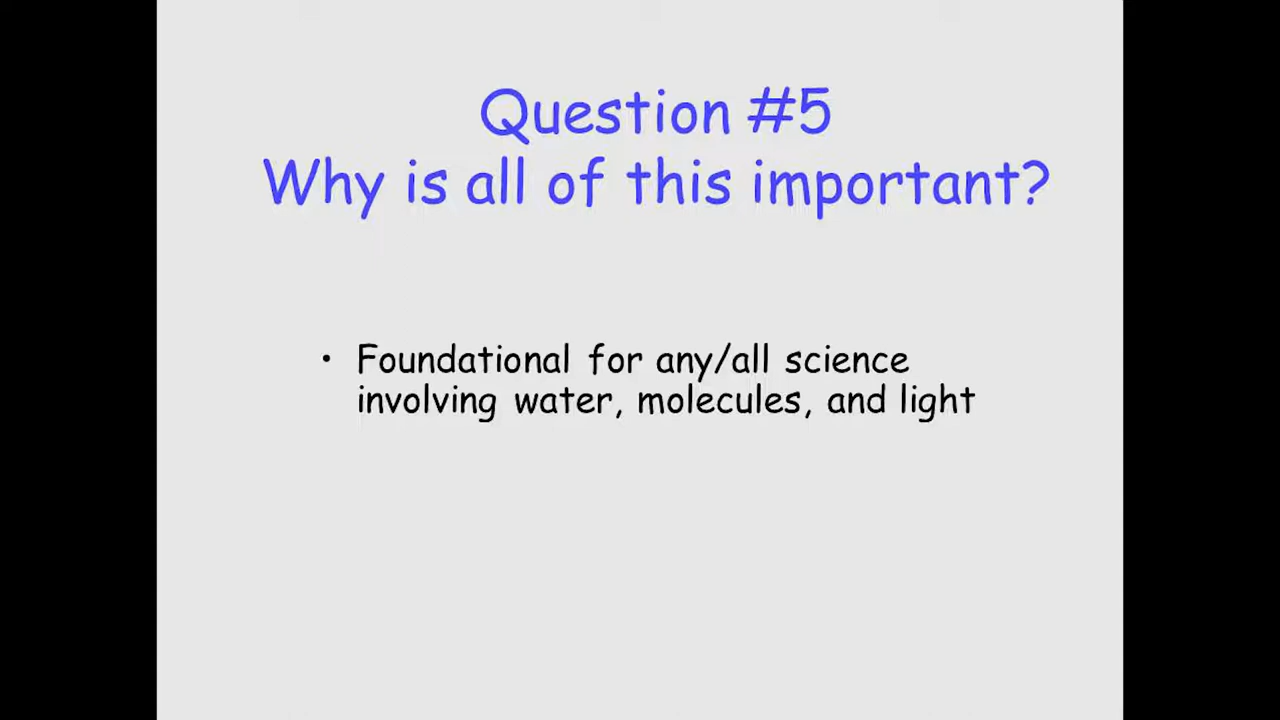 Question #5
Why is all of this important?
• Foundational for any/all science
involving water, molecules, and light